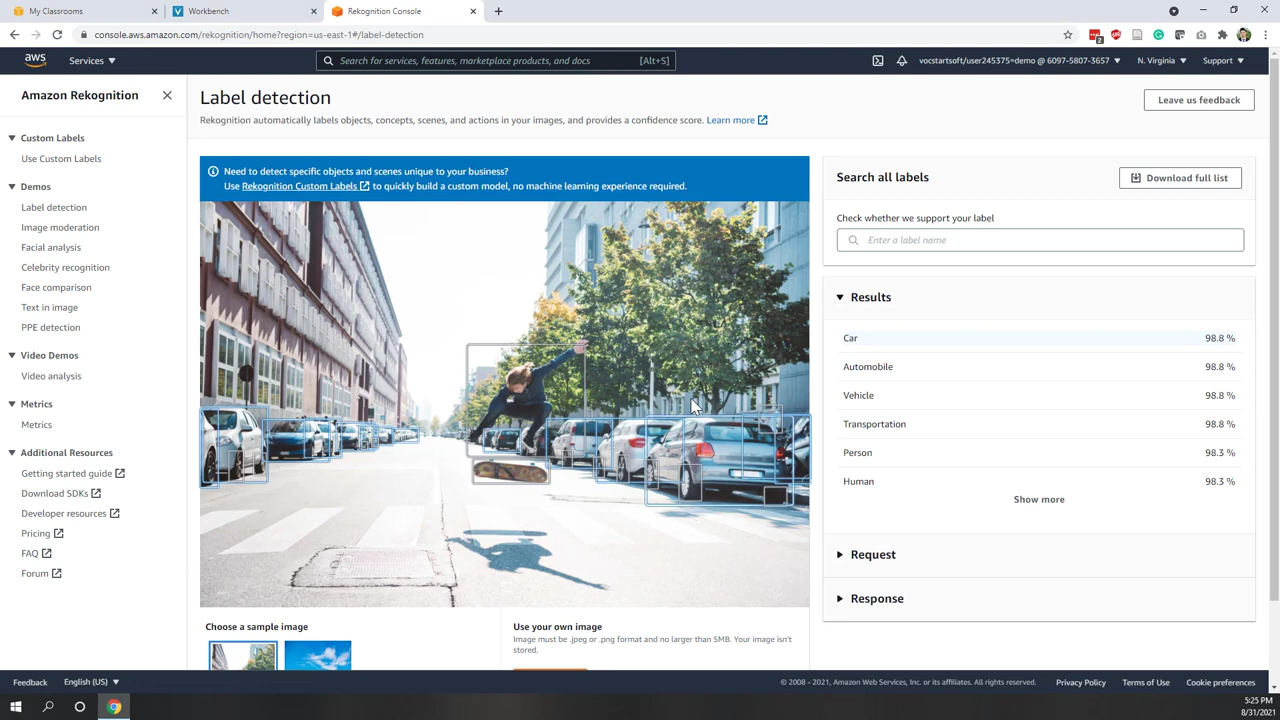 My Classrooms
Workbench
Rekognition Console
console.aws.amazon.com/rekognition/home?region=us-east-1#/label-detection
2
aws
Services
Search for services, features, marketplace products, and docs
[Alt+S]
vocstartsoft/user245375=demo @ 6097-5807-3657
N. Virginia
Support
Amazon Rekognition
Custom Labels
Use Custom Labels
Demos
Label detection
Image moderation
Facial analysis
Celebrity recognition
Face comparison
Text in image
PPE detection
Video Demos
Video analysis
Metrics
Metrics
Additional Resources
Getting started guide
Download SDKs
Developer resources
Pricing
FAQ
Forum
Label detection
Rekognition automatically labels objects, concepts, scenes, and actions in your images, and provides a confidence score. Learn more
Leave us feedback
Need to detect specific objects and scenes unique to your business?
Use Rekognition Custom Labels to quickly build a custom model, no machine learning experience required.
Choose a sample image
Use your own image
Image must be .jpeg or .png format and no larger than 5MB. Your image isn't
stored.
Search all labels
Download full list
Check whether we support your label
Enter a label name
Results
Car 98.8 %
Automobile 98.8 %
Vehicle 98.8 %
Transportation 98.8 %
Person 98.3 %
Human 98.3 %
Show more
Request
Response
Feedback
English (US)
© 2008 - 2021, Amazon Web Services, Inc. or its affiliates. All rights reserved.
Privacy Policy
Terms of Use
Cookie preferences
5:25 PM
8/31/2021